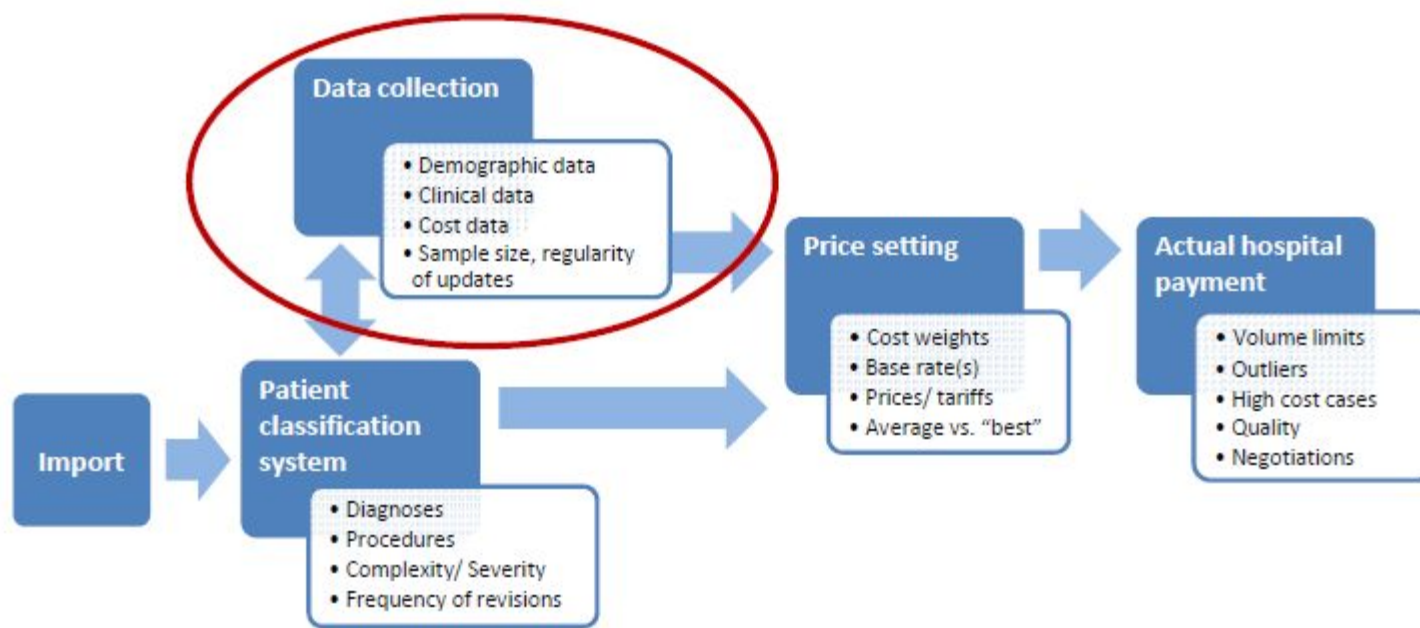 Data collection
• Demographic data
• Clinical data
• Cost data
• Sample size, regularity
of updates
Import
Patient
classification
system
• Diagnoses
• Procedures
• Complexity/ Severity
• Frequency of revisions
Price setting
• Cost weights
• Base rate(s)
• Prices/ tariffs
• Average vs. “best”
Actual hospital
payment
• Volume limits
• Outliers
• High cost cases
• Quality
• Negotiations